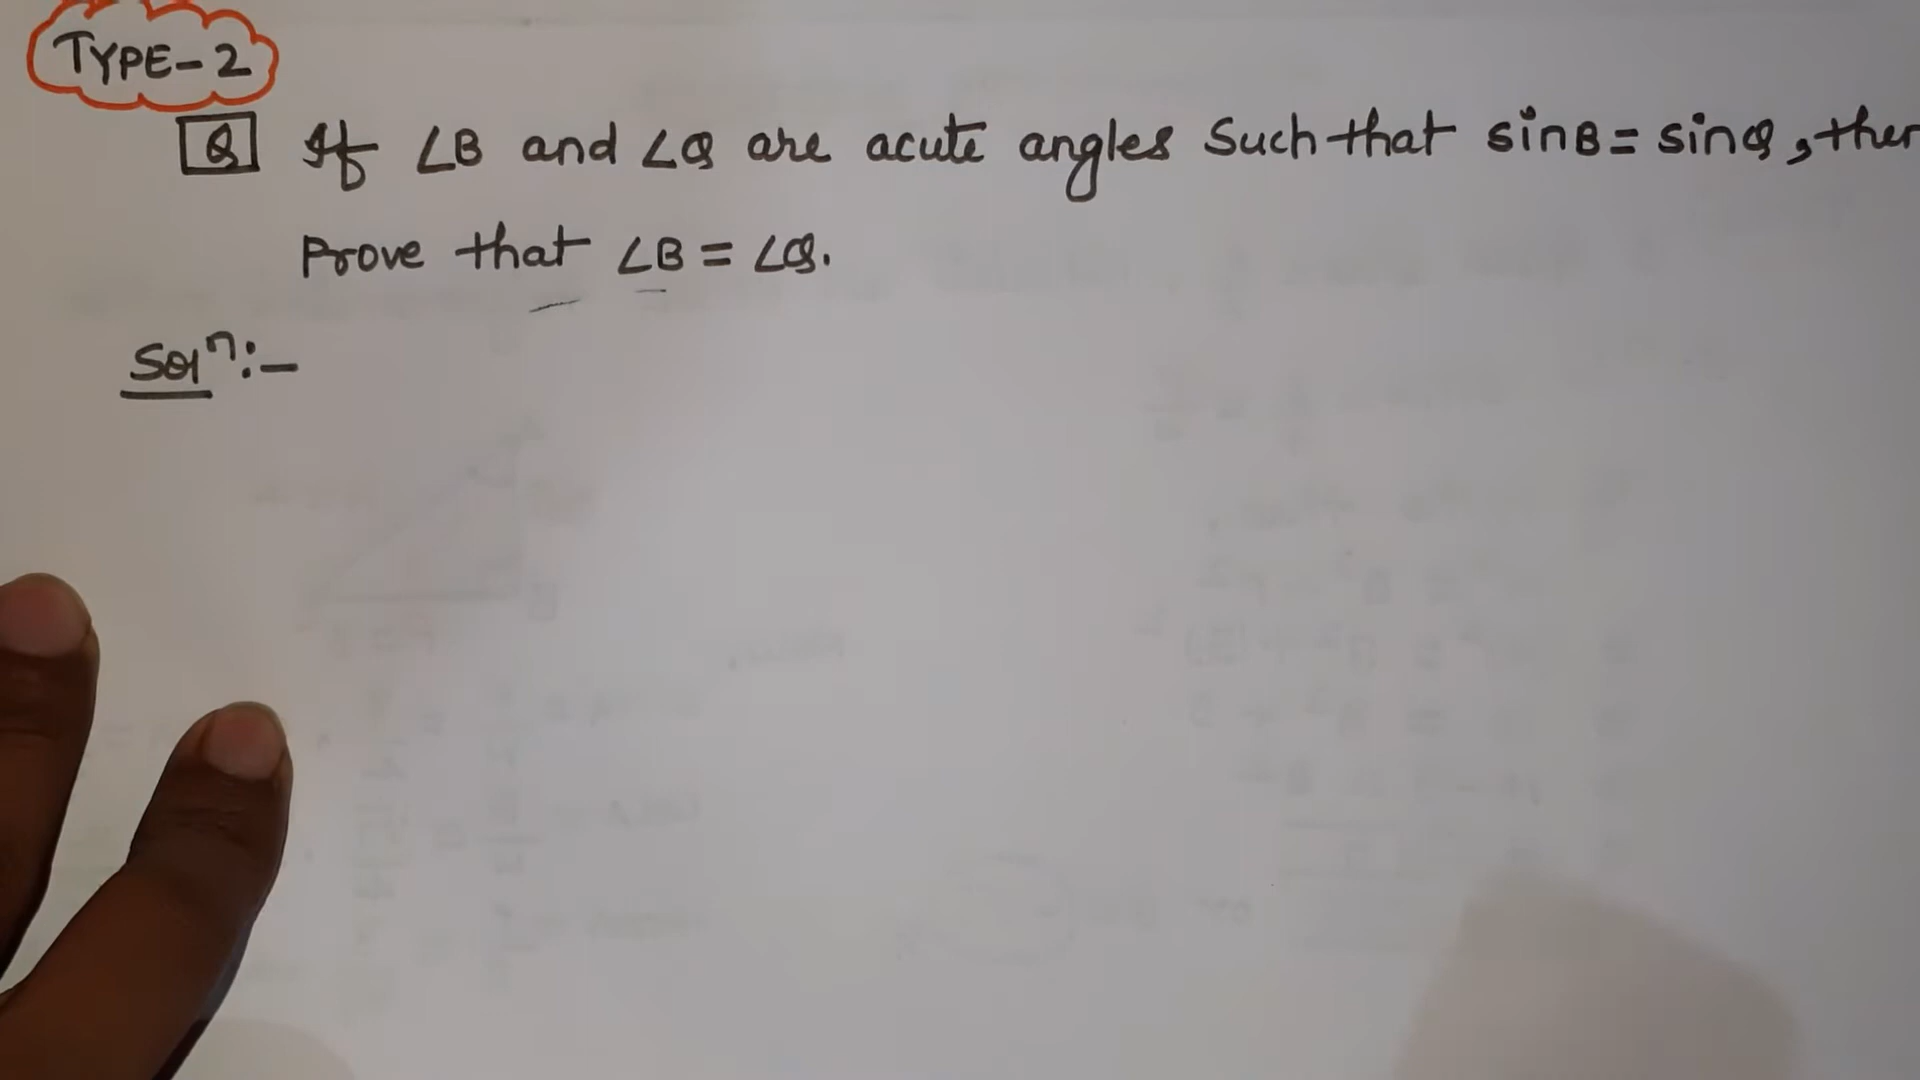 TYPE-2
Q If ∠B and ∠Q are acute angles Such that sinB = sinQ, then
Prove that ∠B = ∠Q.
Solⁿ:-